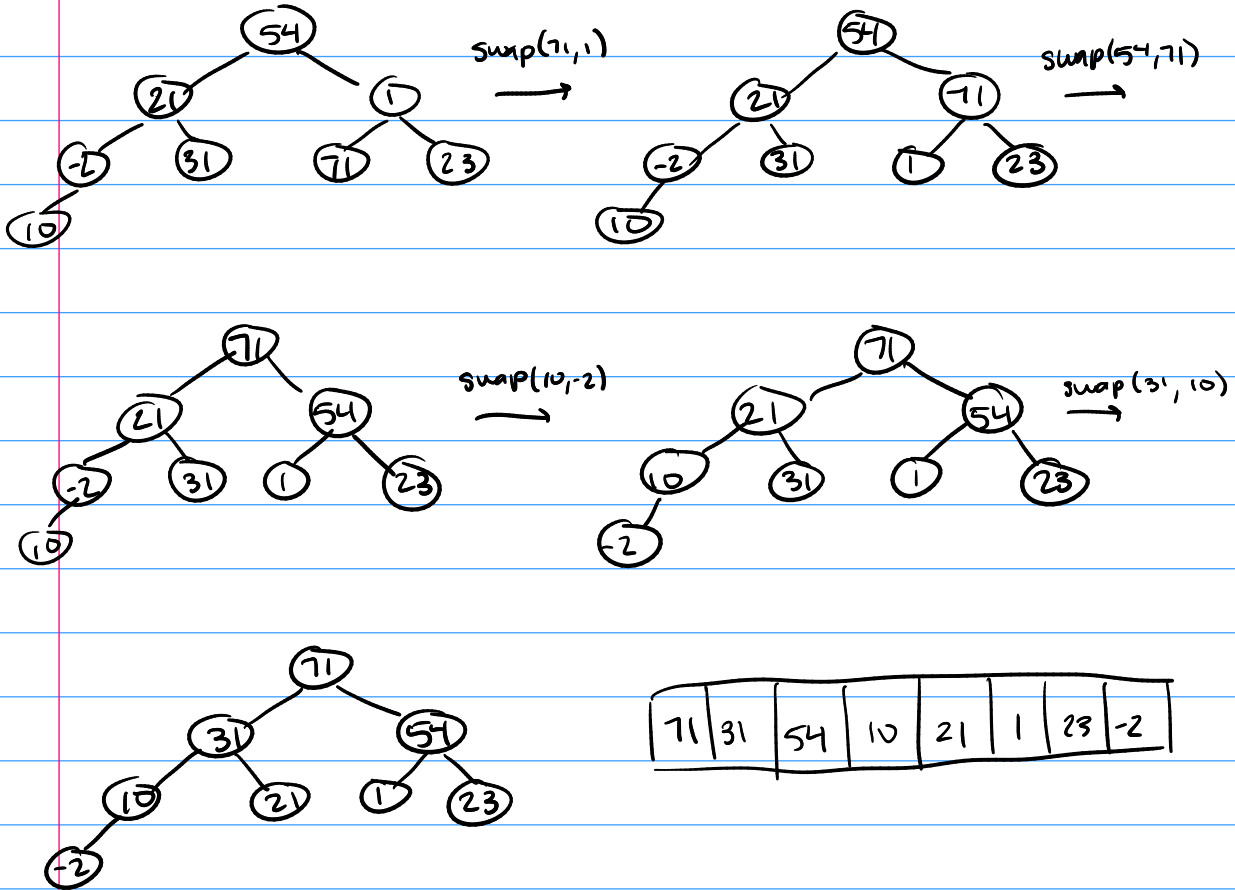 54 54
swap(71,1) swap(54,71)
21 1 21 71
-2 31 71 23 -2 31 1 23
10 10
71 71
swap(10,-2) swap(31, 10)
21 54 21 54
-2 31 1 23 10 31 1 23
10 -2
71
31 54
71 31 54 10 21 1 23 -2
10 21 1 23
-2